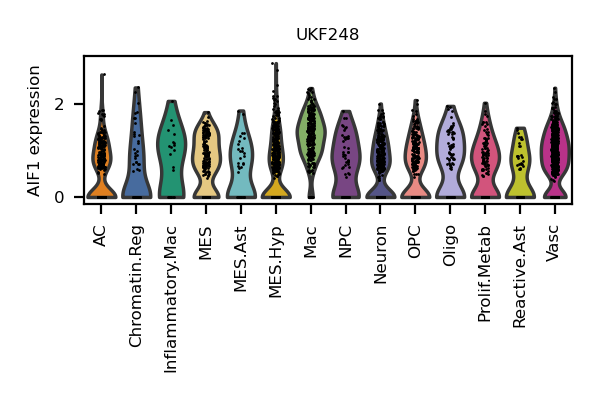 UKF248
AIF1 expression
2
0
AC
Chromatin.Reg
Inflammatory.Mac
MES
MES.Ast
MES.Hyp
Mac
NPC
Neuron
OPC
Oligo
Prolif.Metab
Reactive.Ast
Vasc